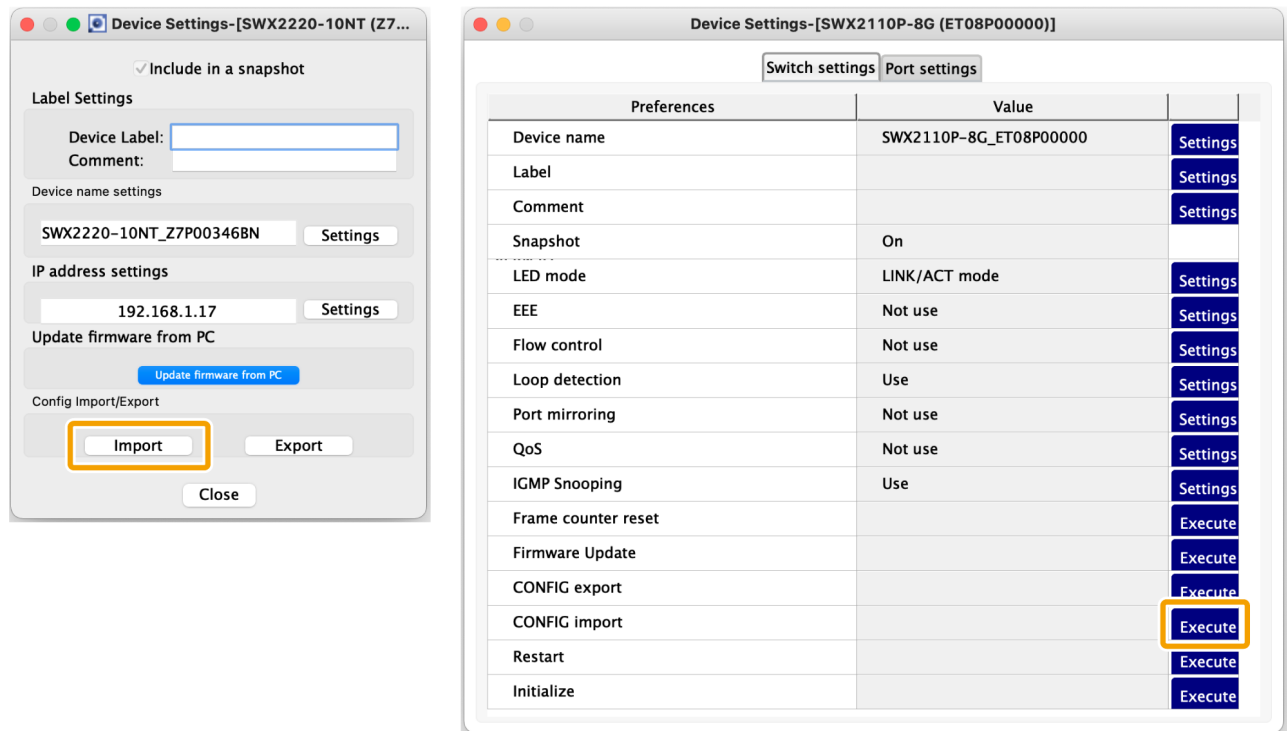 Device Settings-[SWX2220-10NT (Z7...
Include in a snapshot
Label Settings
Device Label:
Comment:
Device name settings
SWX2220-10NT_Z7P00346BN Settings
IP address settings
192.168.1.17 Settings
Update firmware from PC
Update firmware from PC
Config Import/Export
Import Export
Close
Device Settings-[SWX2110P-8G (ET08P00000)]
Switch settings Port settings
Preferences Value
Device name SWX2110P-8G_ET08P00000 Settings
Label Settings
Comment Settings
Snapshot On
LED mode LINK/ACT mode Settings
EEE Not use Settings
Flow control Not use Settings
Loop detection Use Settings
Port mirroring Not use Settings
QoS Not use Settings
IGMP Snooping Use Settings
Frame counter reset Execute
Firmware Update Execute
CONFIG export Execute
CONFIG import Execute
Restart Execute
Initialize Execute